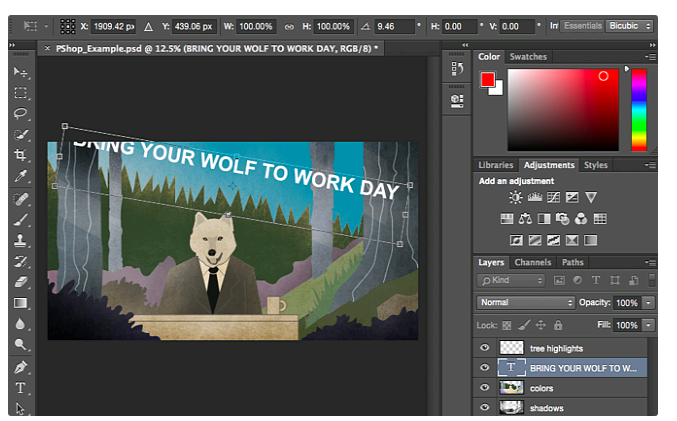 X: 1909.42 px Y: 439.06 px W: 100.00% H: 100.00% 9.46 ° H: 0.00 ° V: 0.00 ° Essentials Bicubic
× PShop_Example.psd @ 12.5% (BRING YOUR WOLF TO WORK DAY, RGB/8) *
BRING YOUR WOLF TO WORK DAY
Color Swatches
Libraries Adjustments Styles
Add an adjustment
Layers Channels Paths
Kind T
Normal Opacity: 100%
Lock: Fill: 100%
tree highlights
T BRING YOUR WOLF TO W...
colors
shadows
T